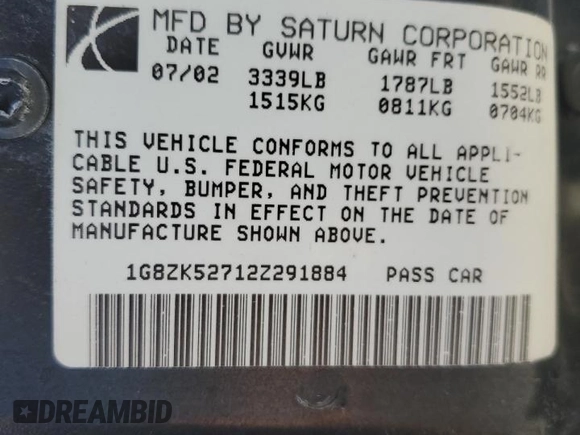 MFD BY SATURN CORPORATION
DATE GVWR GAWR FRT GAWR RR
07/02 3339LB 1787LB 1552LB
1515KG 0811KG 0704KG
THIS VEHICLE CONFORMS TO ALL APPLI-
CABLE U.S. FEDERAL MOTOR VEHICLE
SAFETY, BUMPER, AND THEFT PREVENTION
STANDARDS IN EFFECT ON THE DATE OF
MANUFACTURE SHOWN ABOVE.
1G8ZK52712Z291884 PASS CAR
DREAMBID